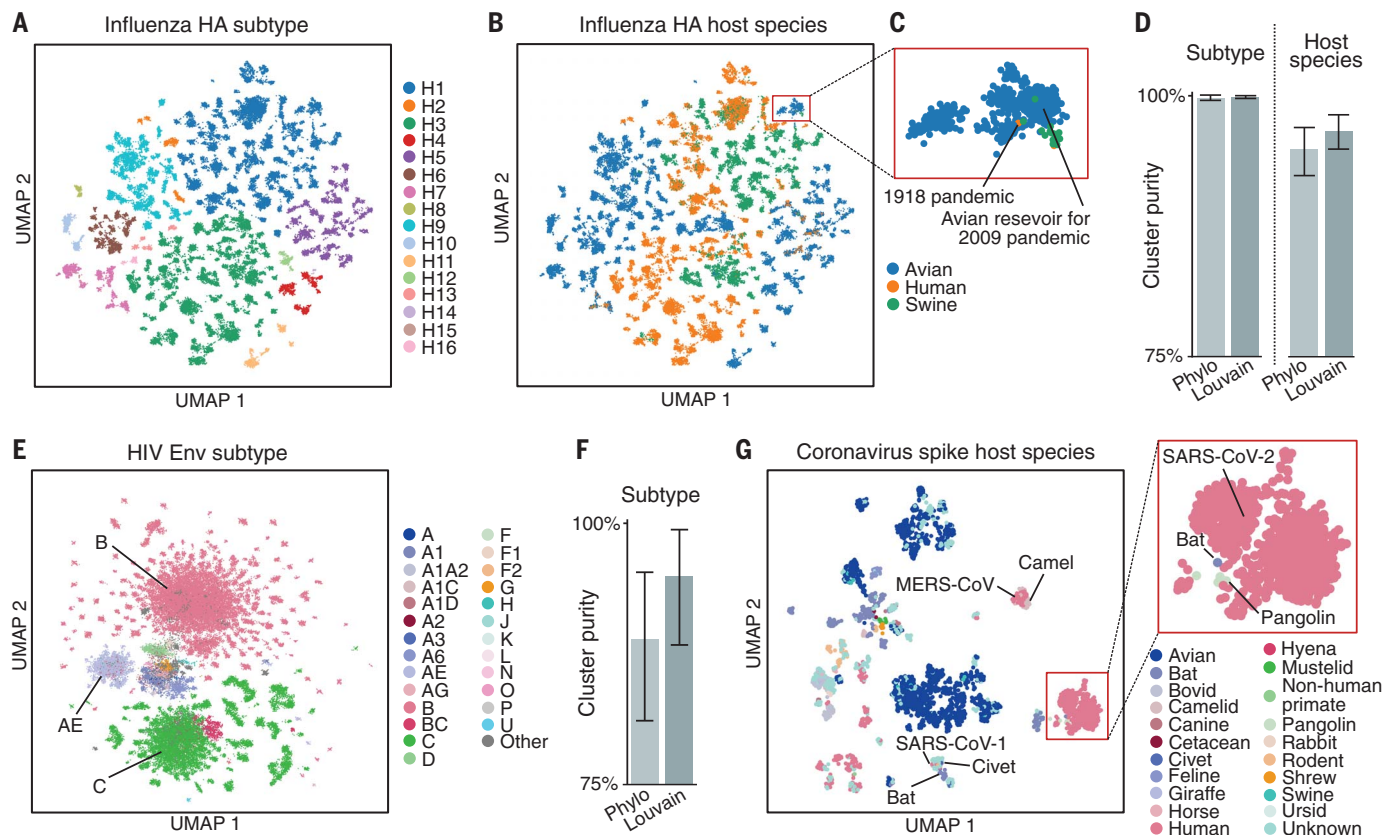 A
Influenza HA subtype
UMAP 2
UMAP 1
H1
H2
H3
H4
H5
H6
H7
H8
H9
H10
H11
H12
H13
H14
H15
H16
B
Influenza HA host species
UMAP 2
UMAP 1
C
1918 pandemic
Avian resevoir for
2009 pandemic
Avian
Human
Swine
D
Subtype
Host
species
100%
Cluster purity
75%
Phylo
Louvain
Phylo
Louvain
E
HIV Env subtype
B
AE
C
UMAP 2
UMAP 1
A
A1
A1A2
A1C
A1D
A2
A3
A6
AE
AG
B
BC
C
D
F
F1
F2
G
H
J
K
L
N
O
P
U
Other
F
Subtype
100%
Cluster purity
75%
Phylo
Louvain
G
Coronavirus spike host species
UMAP 2
UMAP 1
MERS-CoV
Camel
SARS-CoV-1
Civet
Bat
SARS-CoV-2
Bat
Pangolin
Avian
Bat
Bovid
Camelid
Canine
Cetacean
Civet
Feline
Giraffe
Horse
Human
Hyena
Mustelid
Non-human
primate
Pangolin
Rabbit
Rodent
Shrew
Swine
Ursid
Unknown